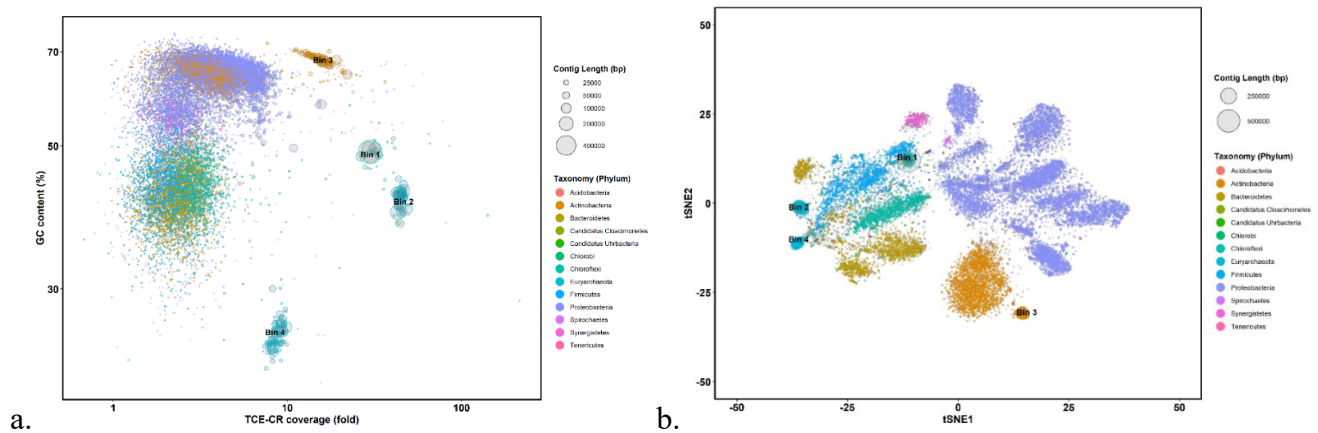 70
50
30
GC content (%)
Bin 3
Bin 1
Bin 2
Bin 4
1
10
100
TCE-CR coverage (fold)
Contig Length (bp)
25000
50000
100000
200000
400000
Taxonomy (Phylum)
Acidobacteria
Actinobacteria
Bacteroidetes
Candidatus Cloacimonetes
Candidatus Uhrbacteria
Chlorobi
Chloroflexi
Euryarchaeota
Firmicutes
Proteobacteria
Spirochaetes
Synergistetes
Tenericutes
a.
50
25
0
-25
-50
tSNE2
Bin 1
Bin 2
Bin 4
Bin 3
-50
-25
0
25
50
tSNE1
Contig Length (bp)
250000
500000
Taxonomy (Phylum)
Acidobacteria
Actinobacteria
Bacteroidetes
Candidatus Cloacimonetes
Candidatus Uhrbacteria
Chlorobi
Chloroflexi
Euryarchaeota
Firmicutes
Proteobacteria
Spirochaetes
Synergistetes
Tenericutes
b.